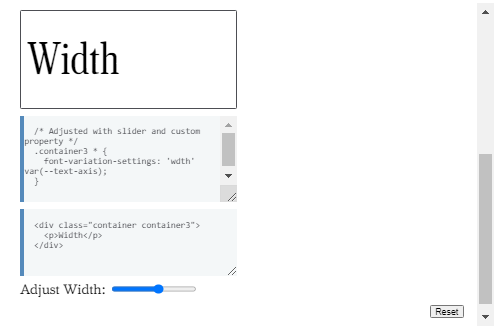 Width
/* Adjusted with slider and custom
property */
.container3 * {
font-variation-settings: 'wdth'
var(--text-axis);
}
<div class="container container3">
<p>Width</p>
</div>
Adjust Width:
Reset